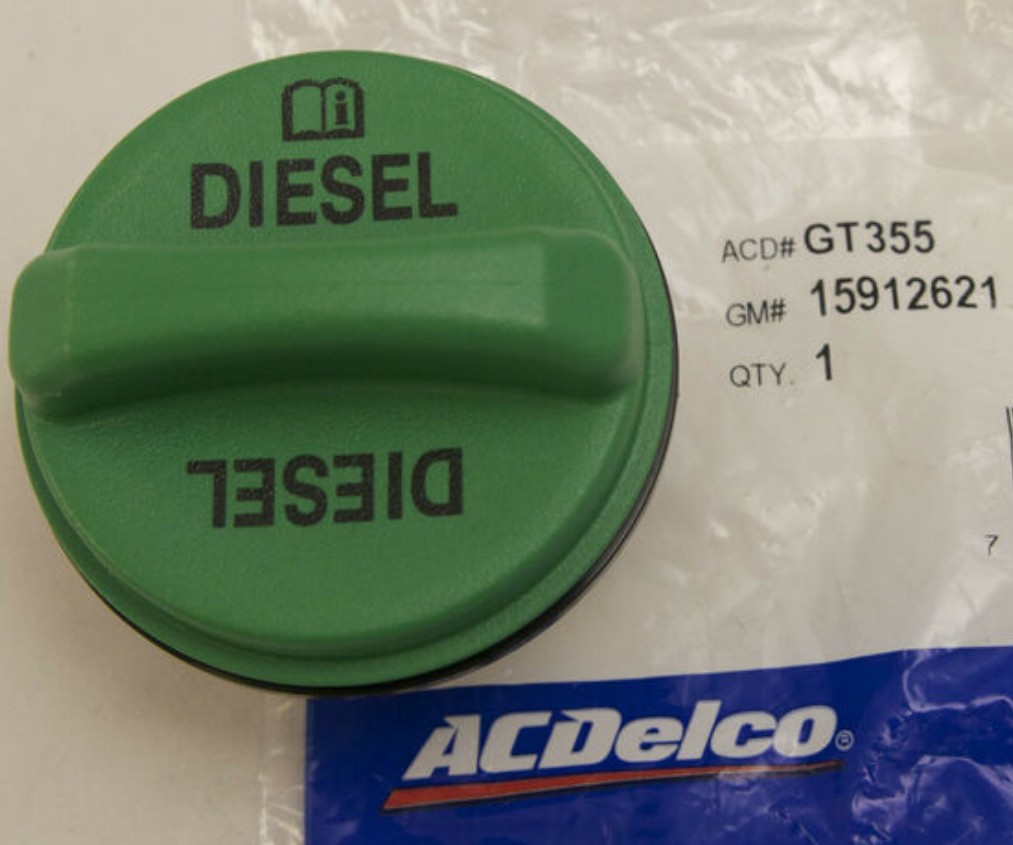 DIESEL
DIESEL
ACD# GT355
GM# 15912621
QTY. 1
7
ACDelco®